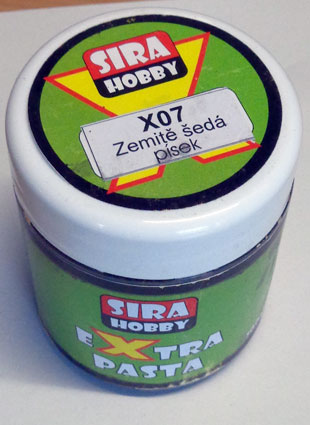 SIRA
HOBBY
X07
Zemitě šedá
písek
SIRA
HOBBY
EXTRA
PASTA